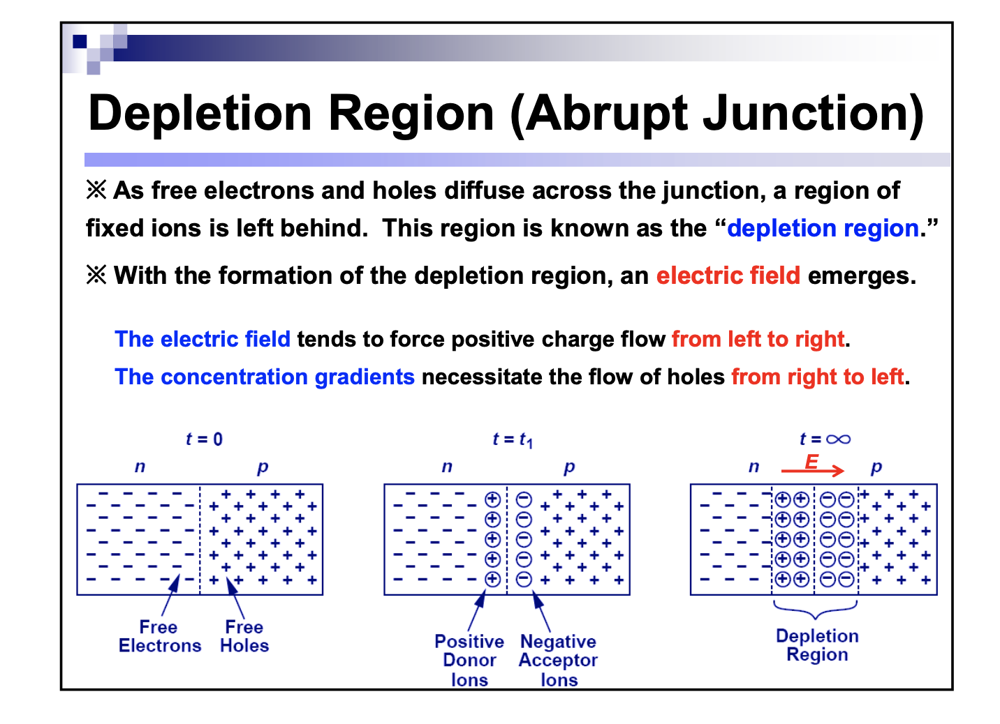 Depletion Region (Abrupt Junction)
※ As free electrons and holes diffuse across the junction, a region of
fixed ions is left behind.  This region is known as the “depletion region.”
※ With the formation of the depletion region, an electric field emerges.
The electric field tends to force positive charge flow from left to right.
The concentration gradients necessitate the flow of holes from right to left.
t = 0
n p
Free Electrons
Free Holes
t = t₁
n p
Positive
Donor
Ions
Negative
Acceptor
Ions
t = ∞
n E p
Depletion
Region